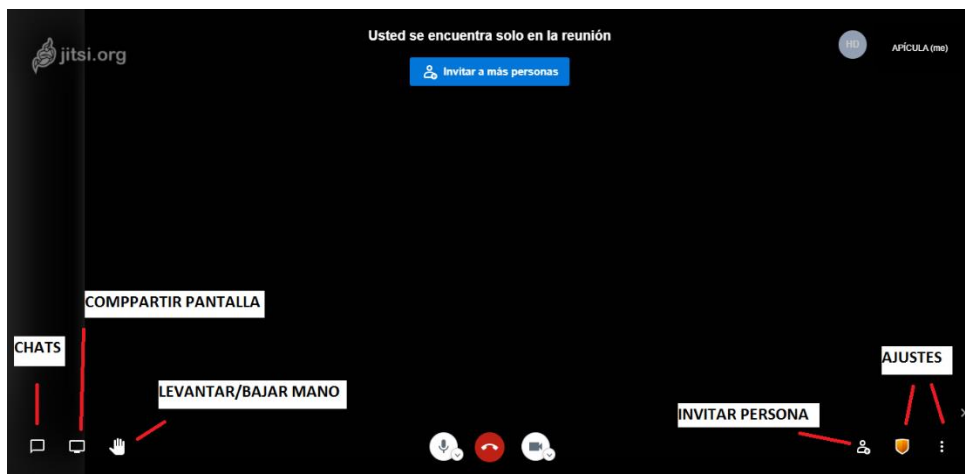 jitsi.org
Usted se encuentra solo en la reunión
Invitar a más personas
HD
APÍCULA (me)
COMPPARTIR PANTALLA
CHATS
LEVANTAR/BAJAR MANO
AJUSTES
INVITAR PERSONA